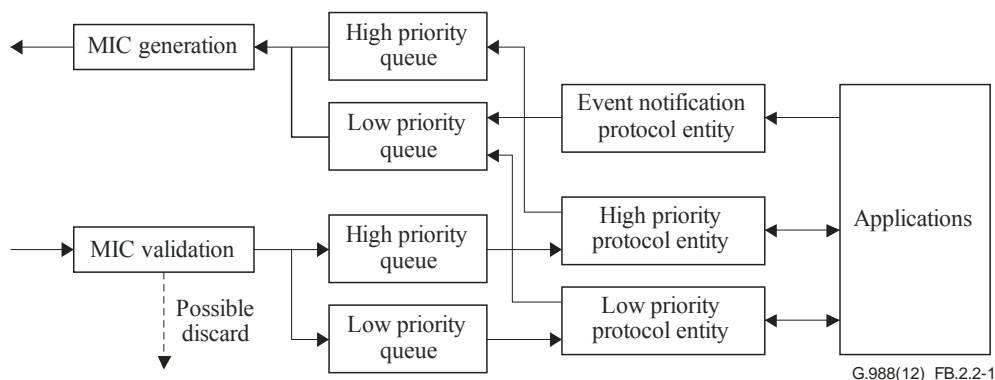 MIC generation
High priority
queue
Event notification
protocol entity
Low priority
queue
High priority
protocol entity
Applications
MIC validation
High priority
queue
Low priority
protocol entity
Possible
discard
Low priority
queue
G.988(12)_FB.2.2-1